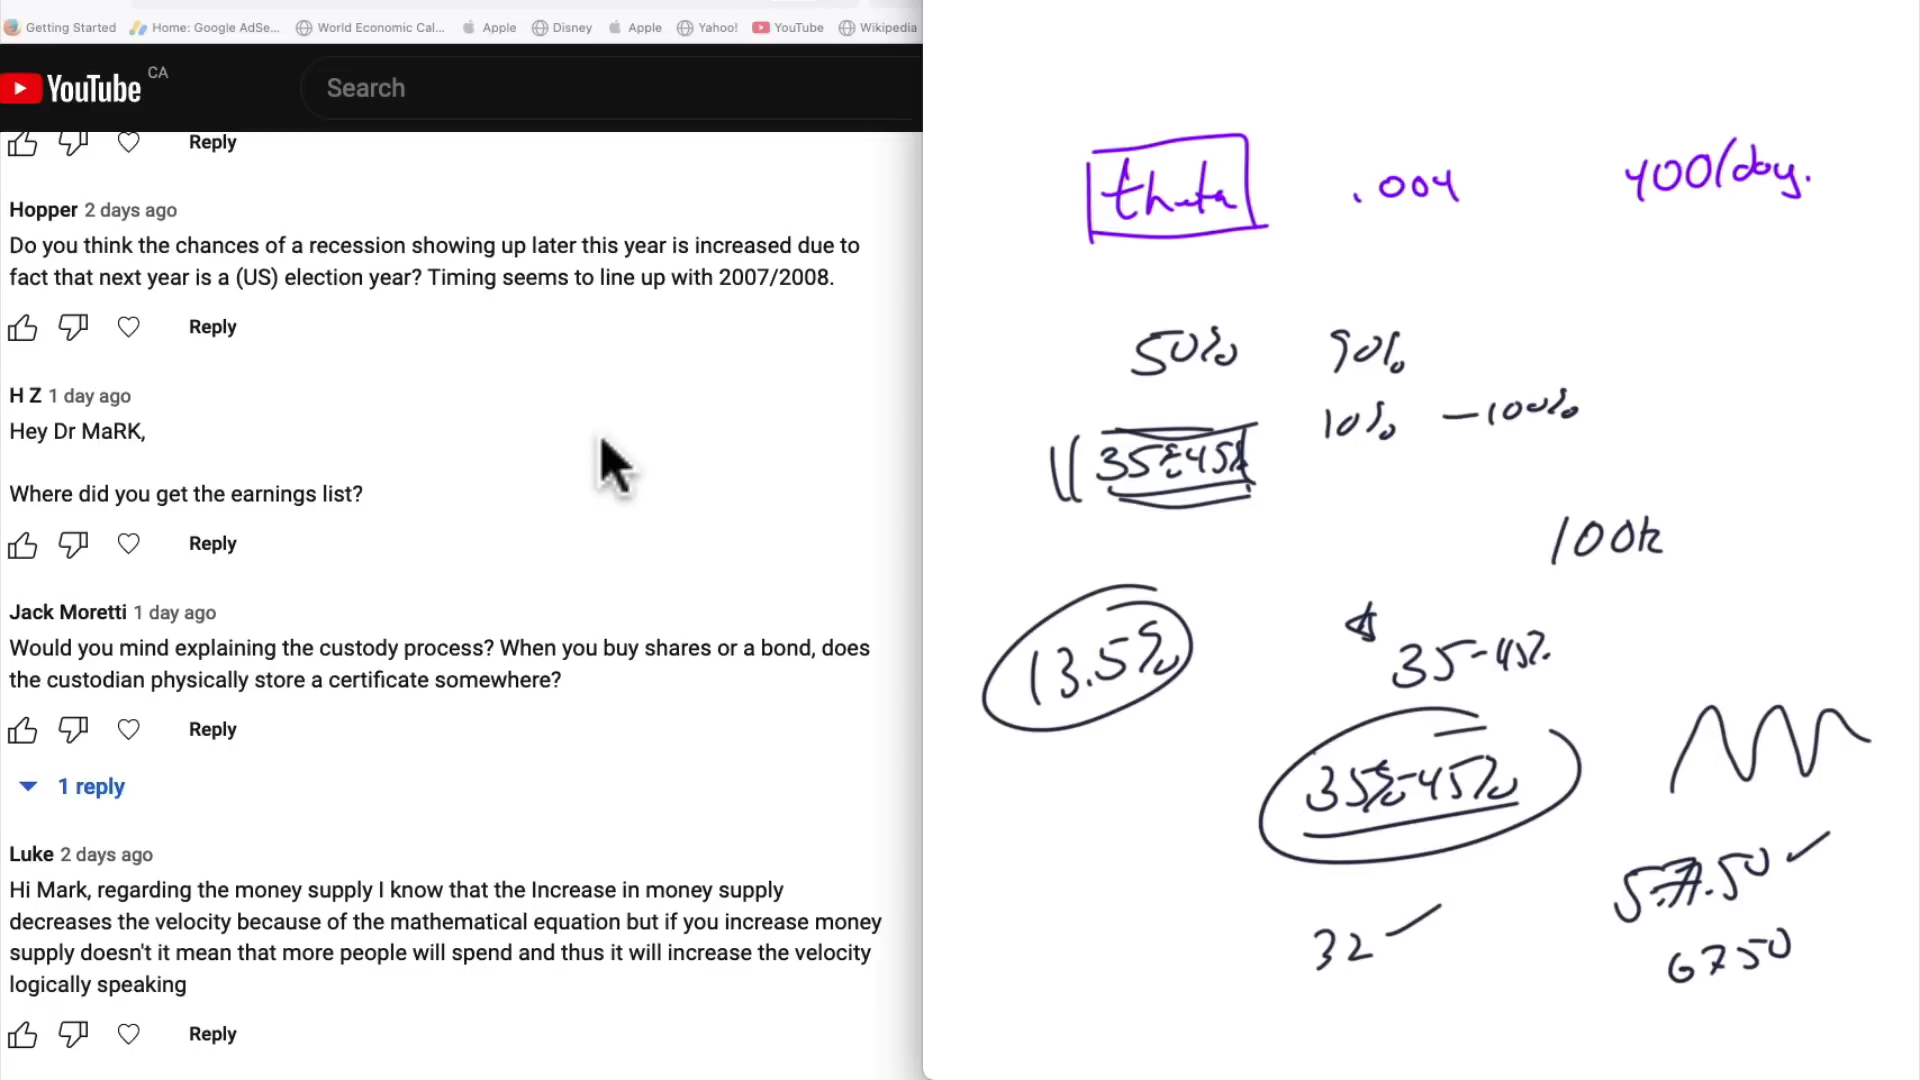 Getting Started Home: Google AdSe... World Economic Cal... Apple Disney Apple Yahoo! YouTube Wikipedia
YouTube CA Search
Reply
Hopper 2 days ago
Do you think the chances of a recession showing up later this year is increased due to
fact that next year is a (US) election year? Timing seems to line up with 2007/2008.
Reply
H Z 1 day ago
Hey Dr MaRK,
Where did you get the earnings list?
Reply
Jack Moretti 1 day ago
Would you mind explaining the custody process? When you buy shares or a bond, does
the custodian physically store a certificate somewhere?
Reply
1 reply
Luke 2 days ago
Hi Mark, regarding the money supply I know that the Increase in money supply
decreases the velocity because of the mathematical equation but if you increase money
supply doesn't it mean that more people will spend and thus it will increase the velocity
logically speaking
Reply
theta .004 400/day.
50% 90%
10% -100%
35%-45%
100k
13.5%
35-45%
35%-45%
32
6750